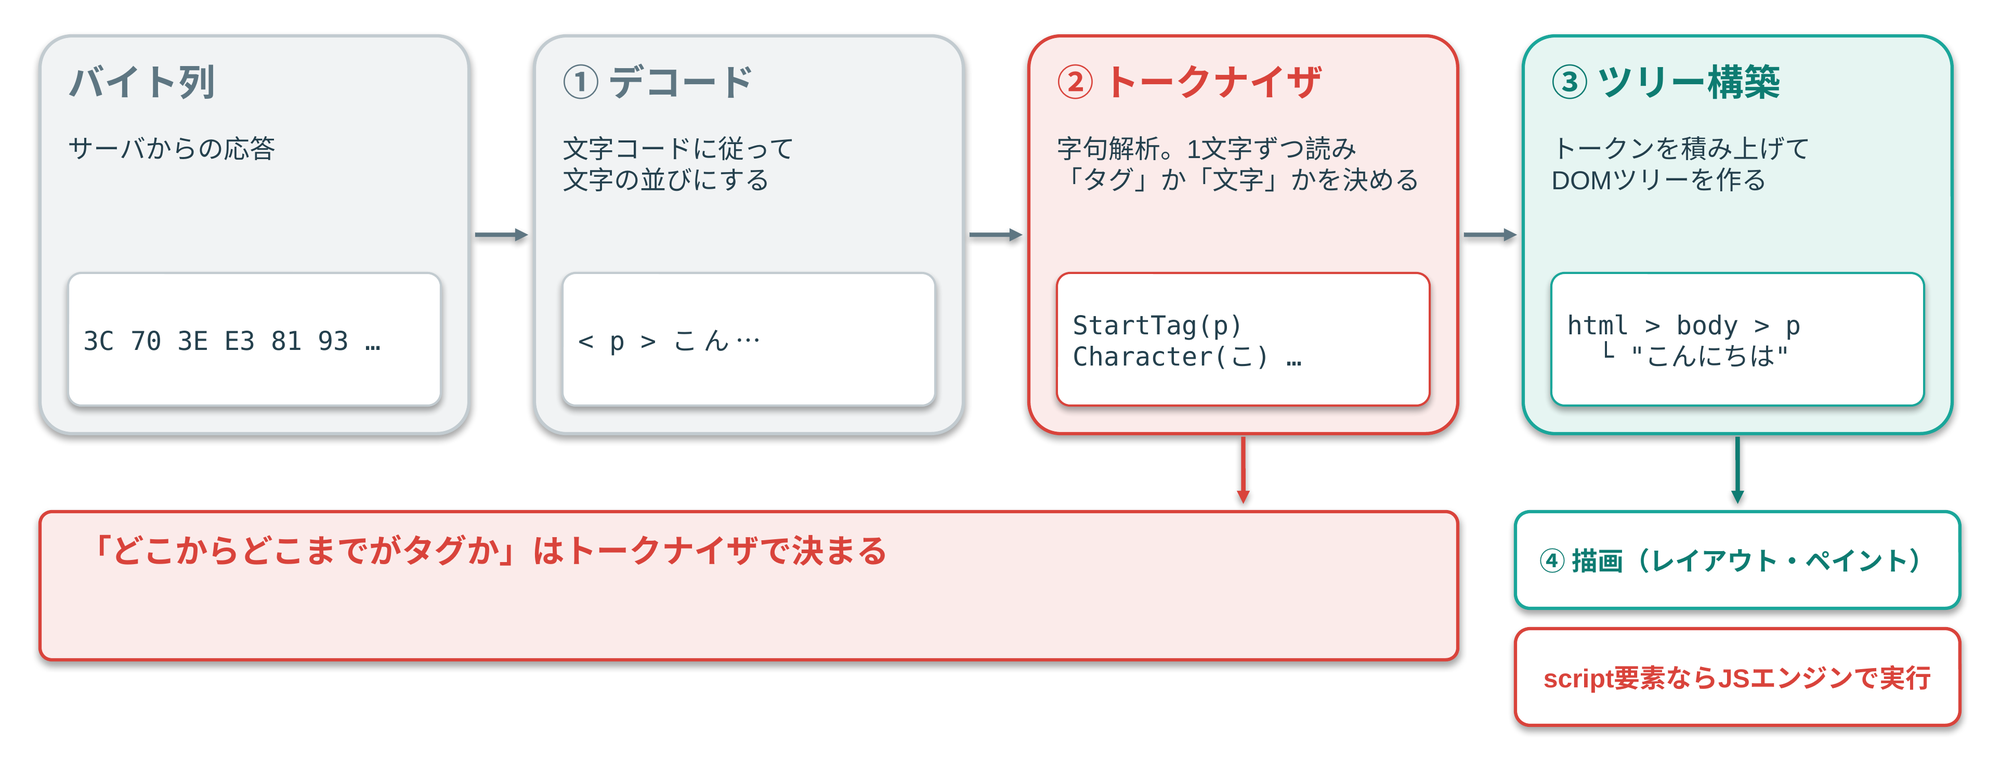 バイト列
サーバからの応答
3C 70 3E E3 81 93 …
① デコード
文字コードに従って
文字の並びにする
< p > こ ん …
② トークナイザ
字句解析。1文字ずつ読み
「タグ」か「文字」かを決める
StartTag(p)
Character(こ) …
③ ツリー構築
トークンを積み上げて
DOMツリーを作る
html > body > p
└ "こんにちは"
「どこからどこまでがタグか」はトークナイザで決まる
④ 描画（レイアウト・ペイント）
script要素ならJSエンジンで実行